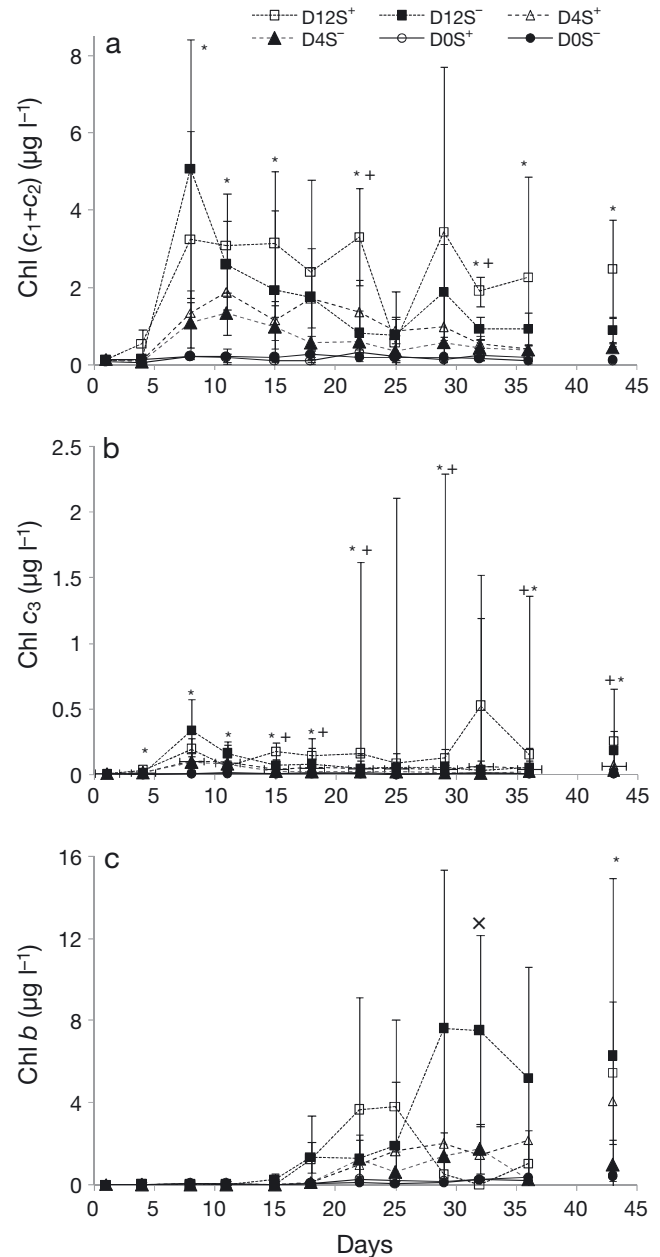 D12S⁺ D12S⁻ D4S⁺
D4S⁻ D0S⁺ D0S⁻
a
Chl (c₁+c₂) (µg l⁻¹)
8
6
4
2
0
* * * * + * + * *
0 5 10 15 20 25 30 35 40 45
b
Chl c₃ (µg l⁻¹)
2.5
2
1.5
1
0.5
0
* * * * + * + * + * + + * + *
0 5 10 15 20 25 30 35 40 45
c
Chl b (µg l⁻¹)
16
12
8
4
0
× *
0 5 10 15 20 25 30 35 40 45
Days